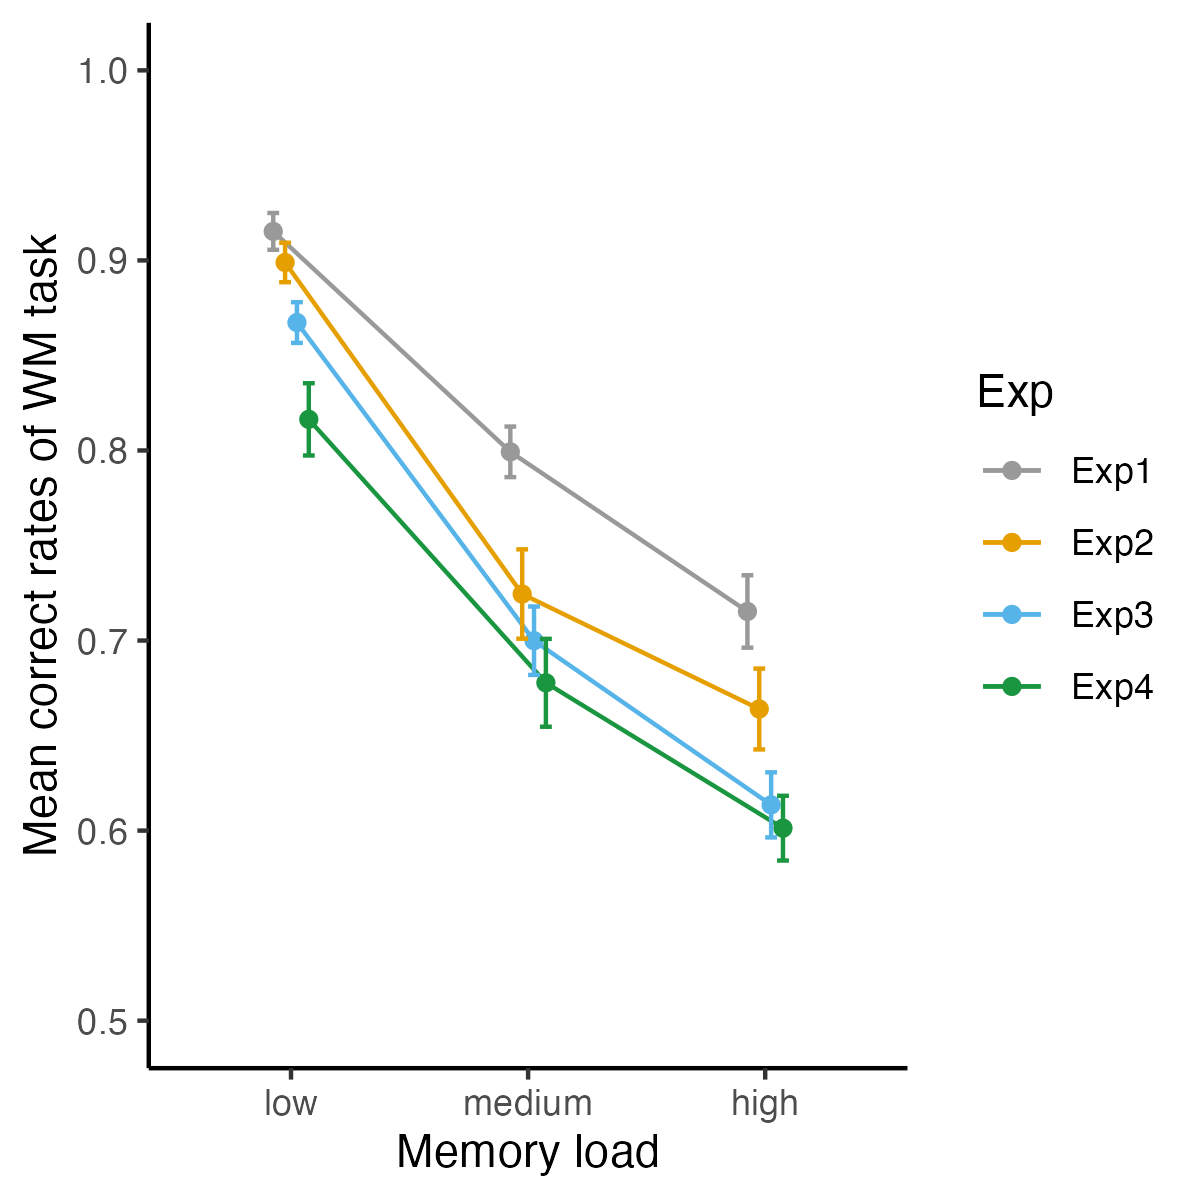 Mean correct rates of WM task
1.0
0.9
0.8
0.7
0.6
0.5
low
medium
high
Memory load
Exp
Exp1
Exp2
Exp3
Exp4